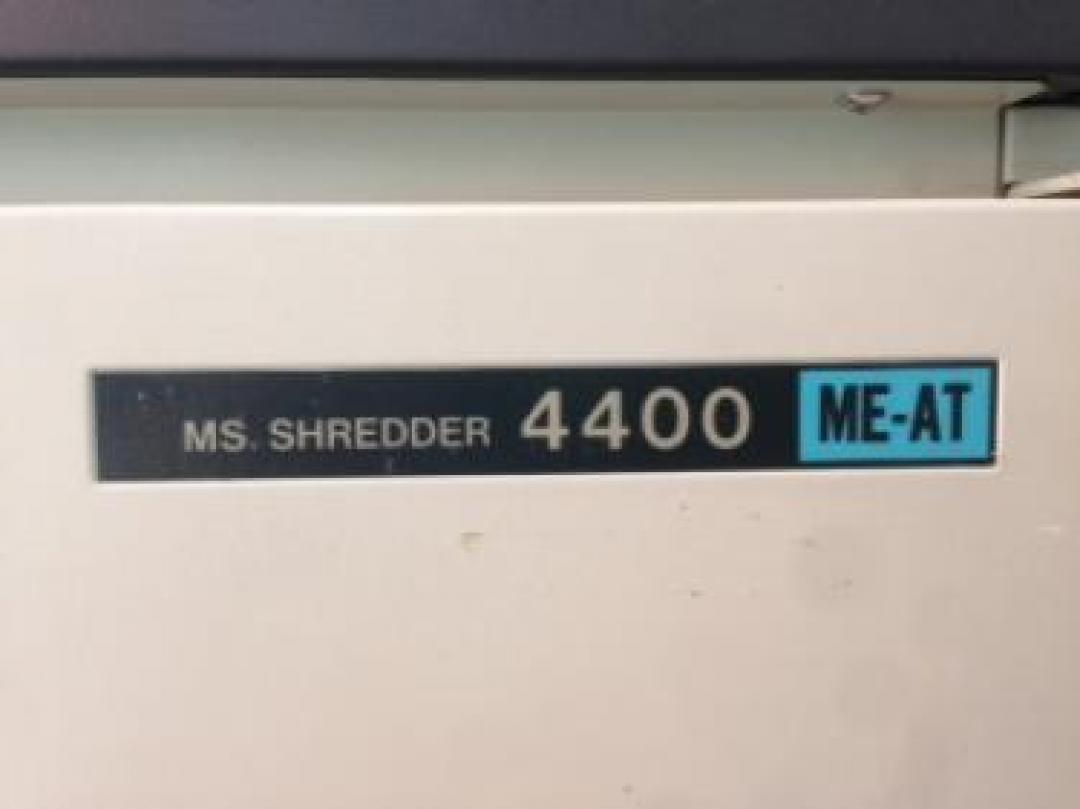 MS. SHREDDER 4400 ME-AT